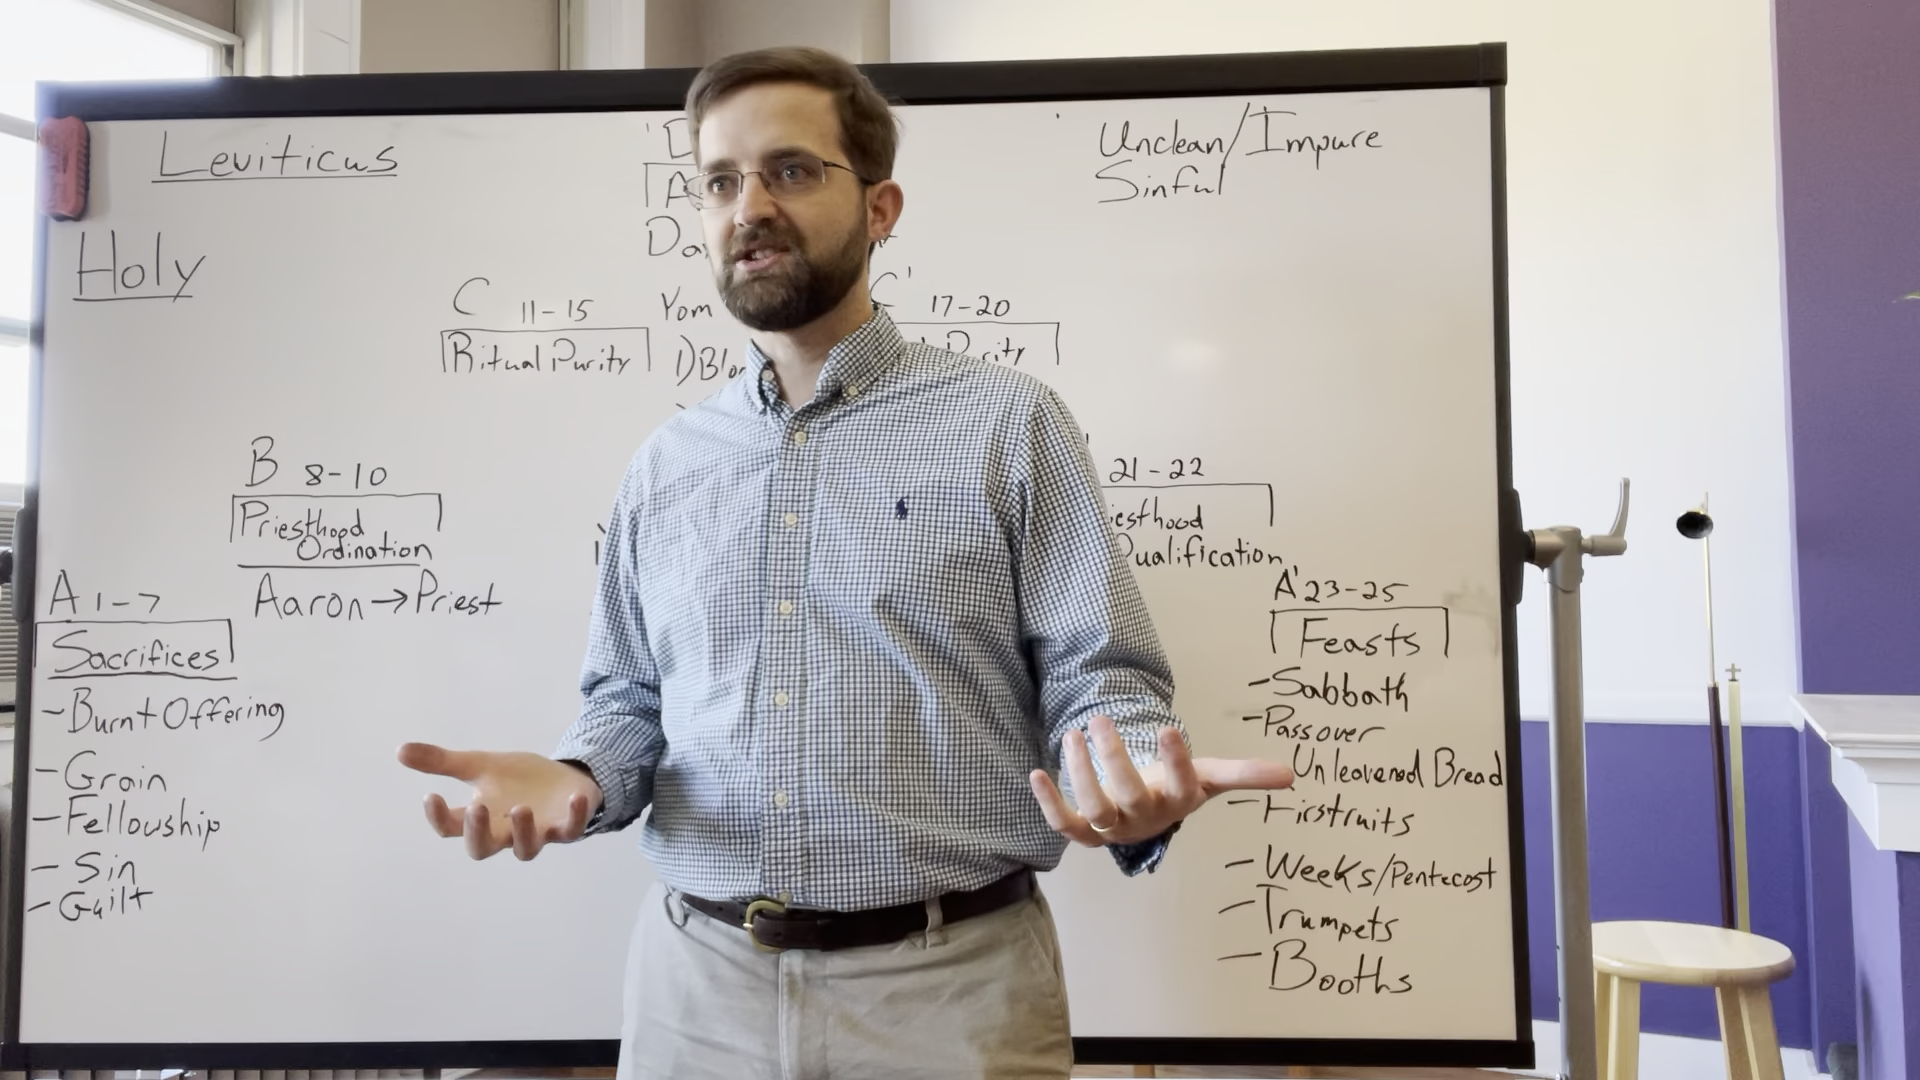 Leviticus
Unclean/Impure
Sinful
Holy
C 11-15
Ritual Purity
Yom
C' 17-20
B 8-10
Priesthood
Ordination
Aaron → Priest
21-22
Qualification
A 1-7
Sacrifices
- Burnt Offering
- Grain
- Fellowship
- Sin
- Guilt
A' 23-25
Feasts
- Sabbath
- Passover
Unleavened Bread
- Firstfruits
- Weeks/Pentecost
- Trumpets
- Booths